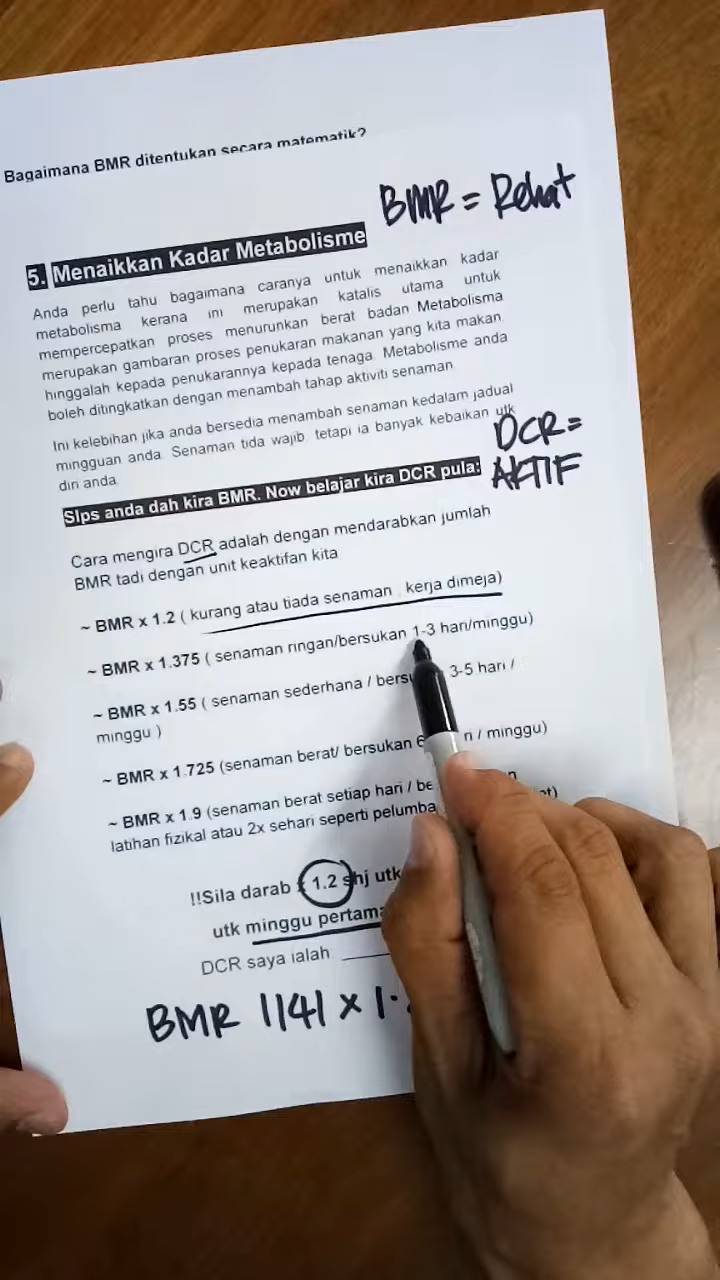 Bagaimana BMR ditentukan secara matematik?
BMR = Rehat
5. Menaikkan Kadar Metabolisme
Anda perlu tahu bagaimana caranya untuk menaikkan kadar
metabolisma kerana ini merupakan katalis utama untuk
mempercepatkan proses menurunkan berat badan Metabolisma
merupakan gambaran proses penukaran makanan yang kita makan
hinggalah kepada penukarannya kepada tenaga Metabolisme anda
boleh ditingkatkan dengan menambah tahap aktiviti senaman
Ini kelebihan jika anda bersedia menambah senaman kedalam jadual
mingguan anda. Senaman tida wajib, tetapi ia banyak kebaikan utk
diri anda
DCR =
AKTIF
SIps anda dah kira BMR. Now belajar kira DCR pula:
Cara mengira DCR adalah dengan mendarabkan jumlah
BMR tadi dengan unit keaktifan kita
~ BMR x 1.2 ( kurang atau tiada senaman , kerja dimeja)
~ BMR x 1.375 ( senaman ringan/bersukan 1-3 hari/minggu)
~ BMR x 1.55 ( senaman sederhana / 3-5 hari /
minggu )
~ BMR x 1.725 (senaman berat/ bersukan 6 / minggu)
~ BMR x 1.9 (senaman berat setiap hari /
latihan fizikal atau 2x sehari seperti
!!Sila darab x 1.2 shj utk
utk minggu pertama
DCR saya ialah
BMR 1141 x 1.